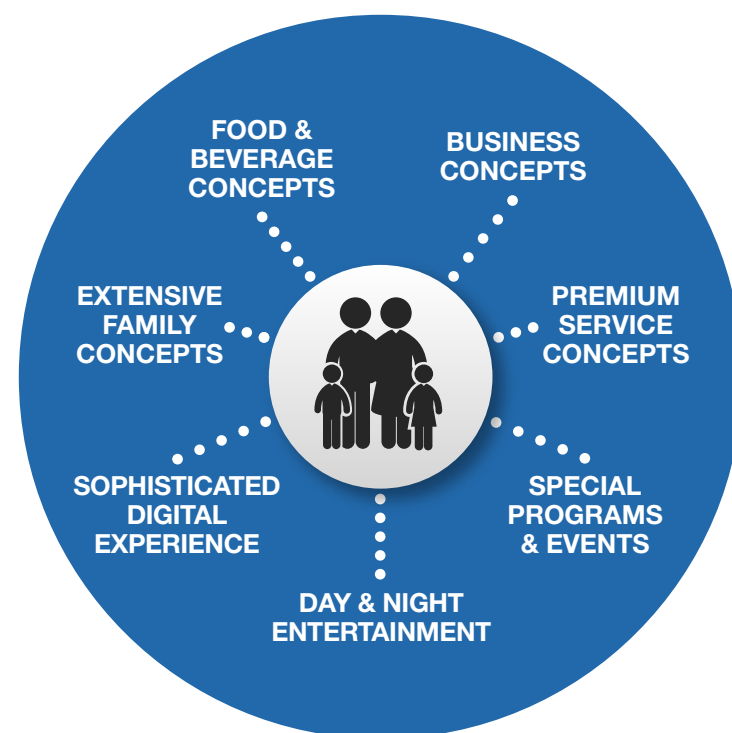 FOOD &
BEVERAGE
CONCEPTS
BUSINESS
CONCEPTS
EXTENSIVE
FAMILY
CONCEPTS
PREMIUM
SERVICE
CONCEPTS
SOPHISTICATED
DIGITAL
EXPERIENCE
SPECIAL
PROGRAMS
& EVENTS
DAY & NIGHT
ENTERTAINMENT